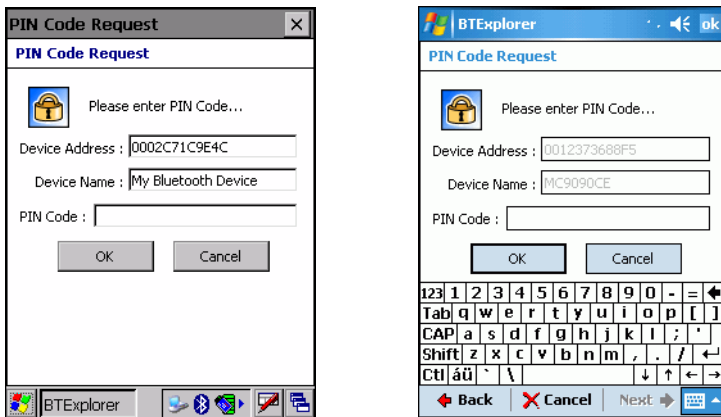 PIN Code Request
PIN Code Request
Please enter PIN Code...
Device Address : 0002C71C9E4C
Device Name : My Bluetooth Device
PIN Code :
OK Cancel
BTExplorer
BTExplorer ok
PIN Code Request
Please enter PIN Code...
Device Address : 0012373688F5
Device Name : MC9090CE
PIN Code :
OK Cancel
123 1 2 3 4 5 6 7 8 9 0 - =
Tab q w e r t y u i o p [ ]
CAP a s d f g h j k l ; '
Shift z x c v b n m , . /
Ctl áü ` \
Back Cancel Next